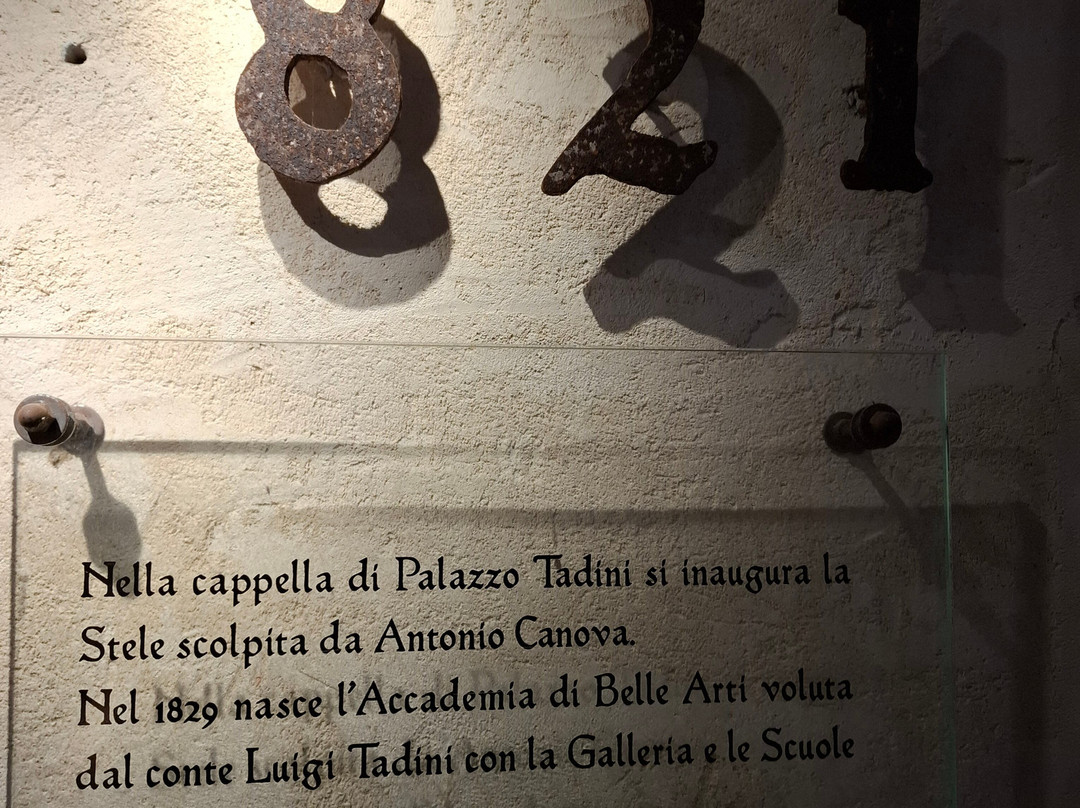 821
Nella cappella di Palazzo Tadini si inaugura la
Stele scolpita da Antonio Canova.
Nel 1829 nasce l'Accademia di Belle Arti voluta
dal conte Luigi Tadini con la Galleria e le Scuole